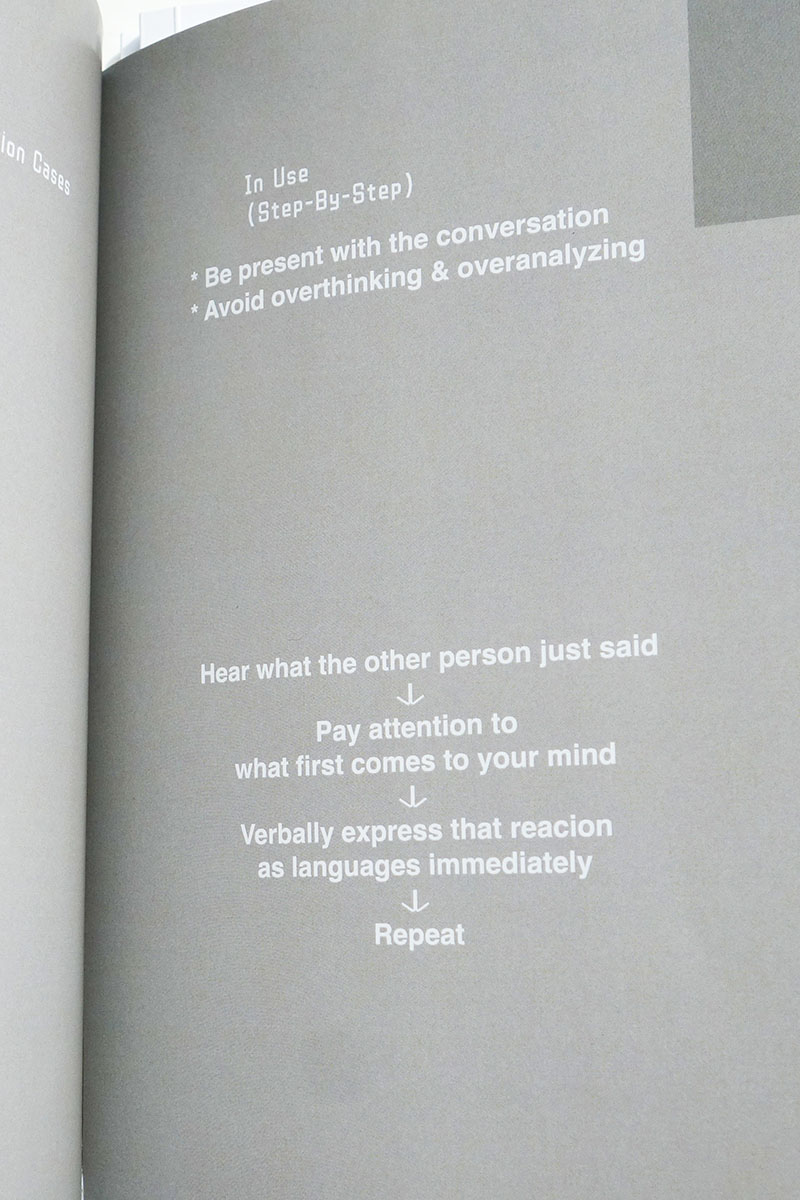 ion Cases
In Use
(Step-By-Step)
* Be present with the conversation
* Avoid overthinking & overanalyzing
Hear what the other person just said
↓
Pay attention to
what first comes to your mind
↓
Verbally express that reacion
as languages immediately
↓
Repeat